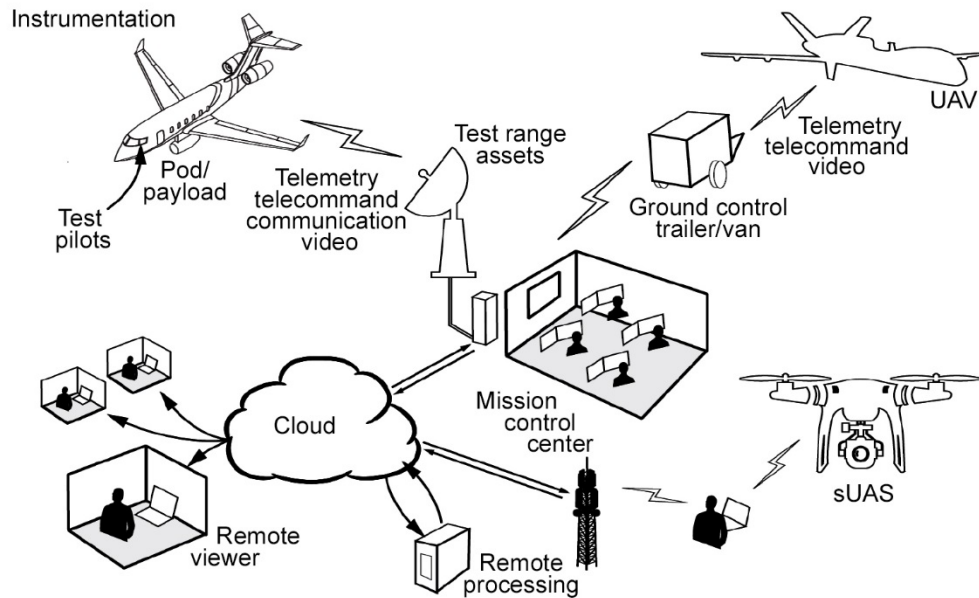 Instrumentation
UAV
Test range
assets
Telemetry
telecommand
video
Pod/
payload
Telemetry
telecommand
communication
video
Test
pilots
Ground control
trailer/van
Cloud
Mission
control
center
sUAS
Remote
viewer
Remote
processing